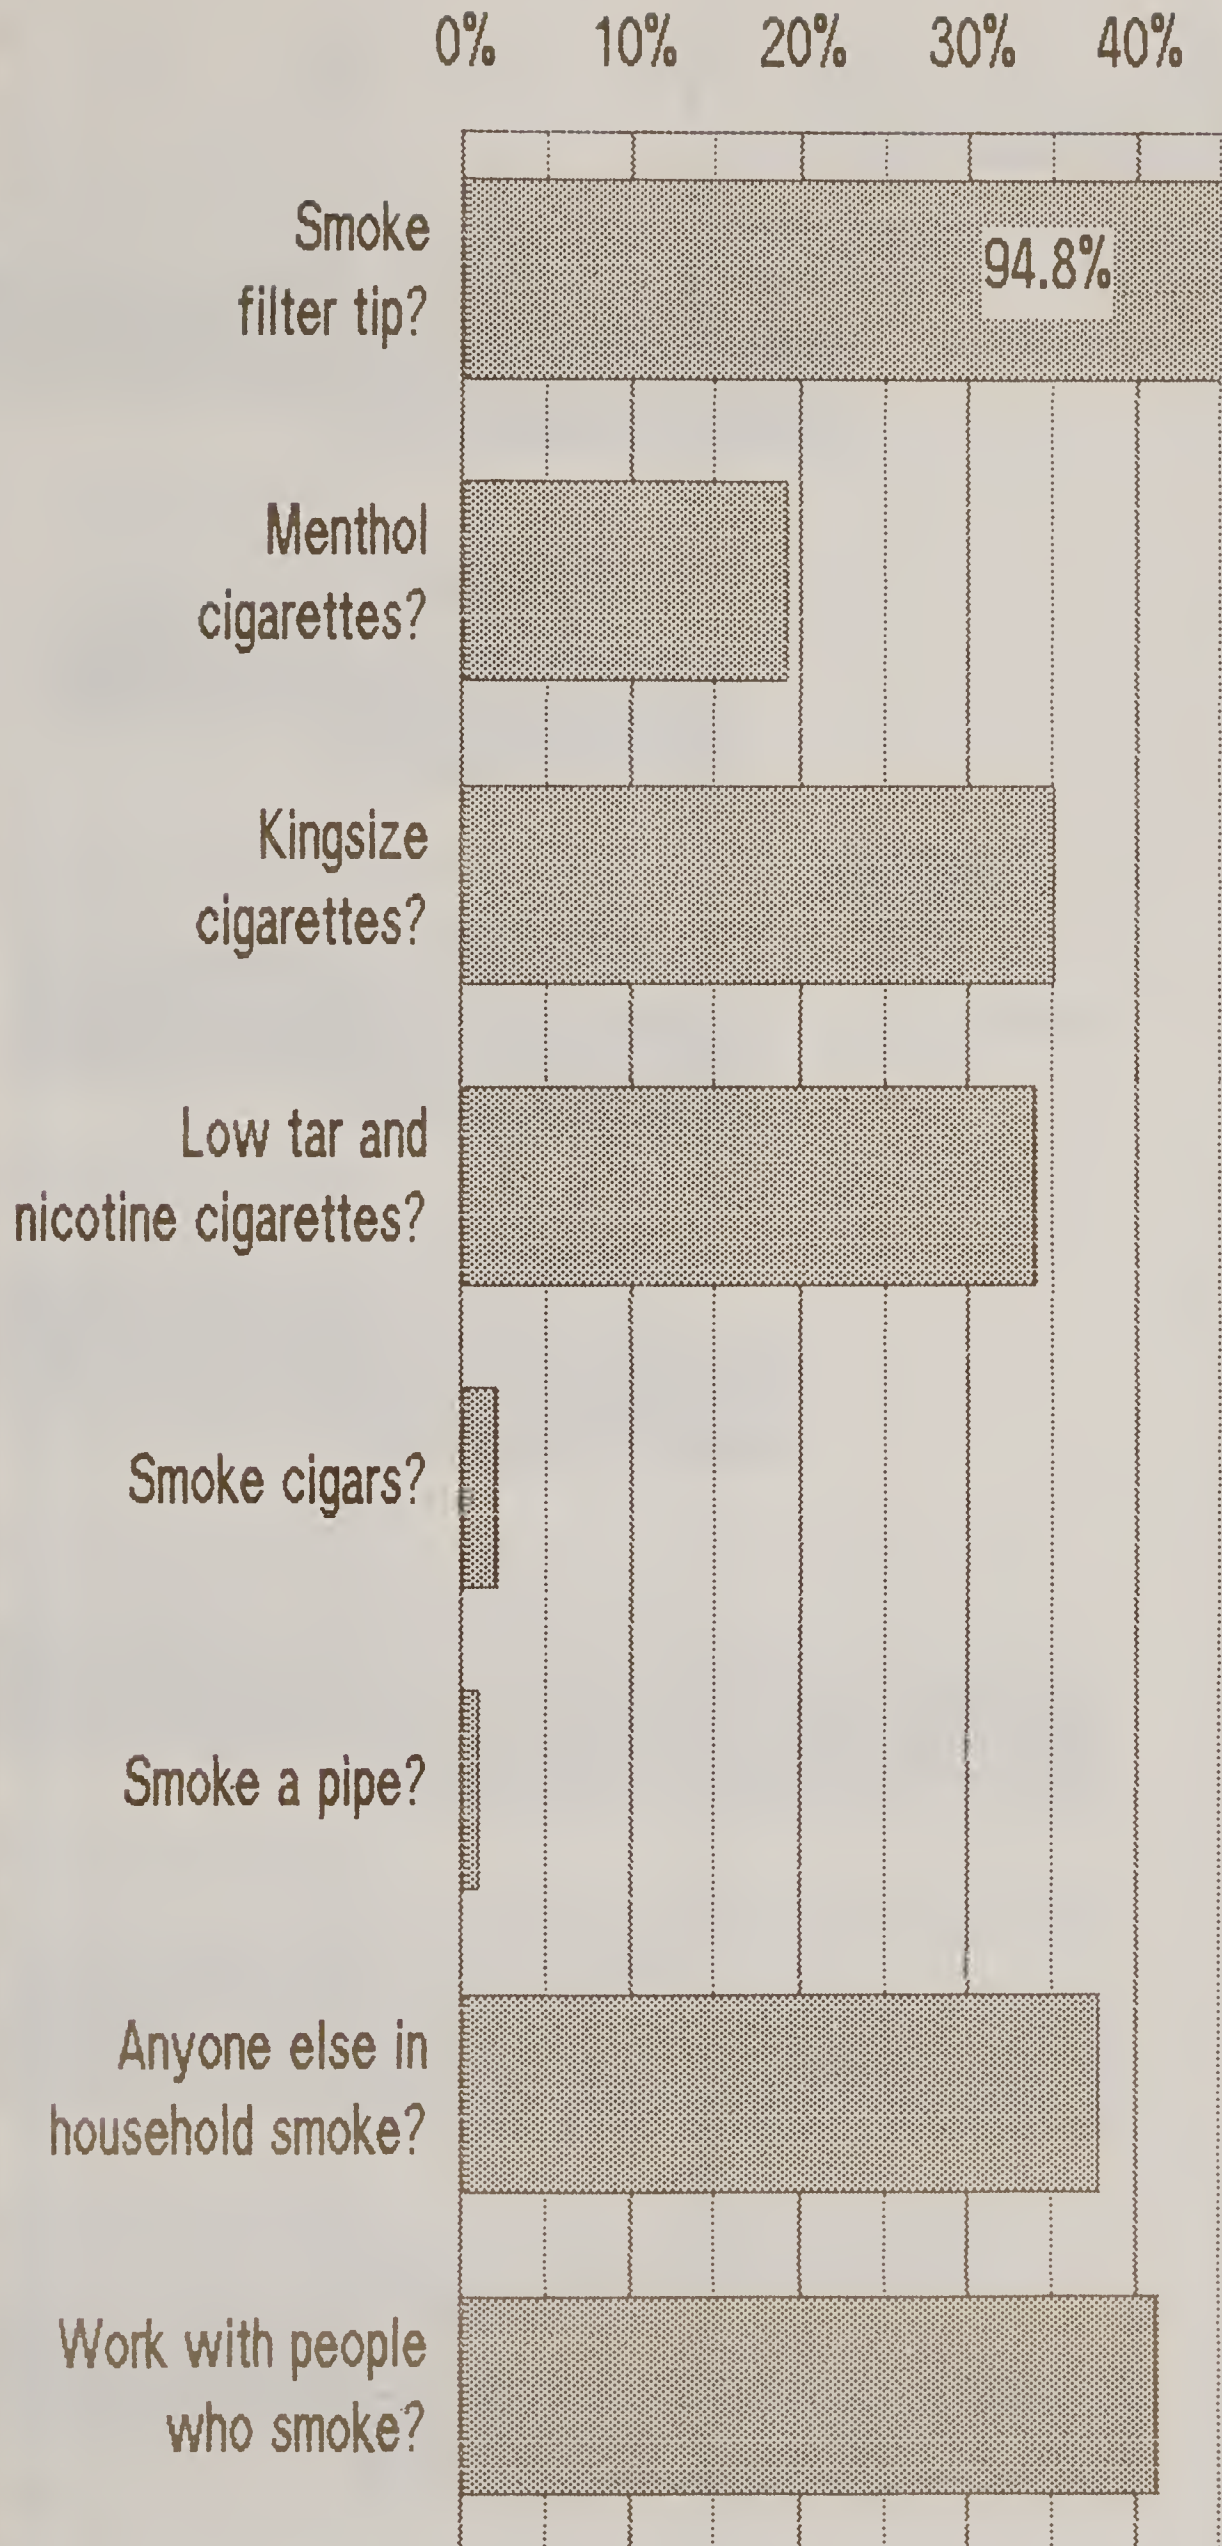 0% 10% 20% 30% 40%
Smoke
filter tip?
94.8%
Menthol
cigarettes?
Kingsize
cigarettes?
Low tar and
nicotine cigarettes?
Smoke cigars?
Smoke a pipe?
Anyone else in
household smoke?
Work with people
who smoke?